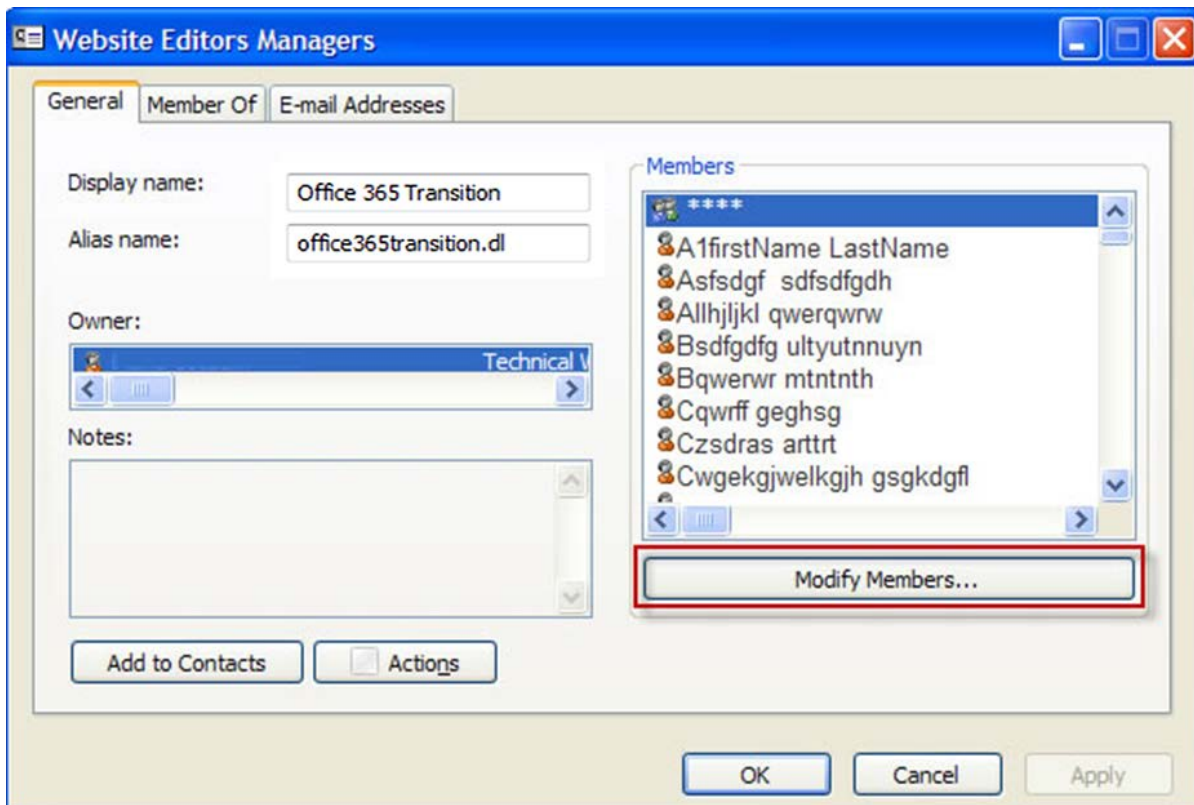 Website Editors Managers
General Member Of E-mail Addresses
Display name: Office 365 Transition
Alias name: office365transition.dl
Owner:
Technical
Notes:
Add to Contacts Actions
Members
****
A1firstName LastName
Asfsdgf sdfsdfgdh
Allhjljkl qwerqwrw
Bsdfgdfg ultyutnnuyn
Bqwerwr mtntnth
Cqwrff geghsg
Czsdras arttrt
Cwgekgjwelkgjh gsgkdgfl
Modify Members...
OK Cancel Apply